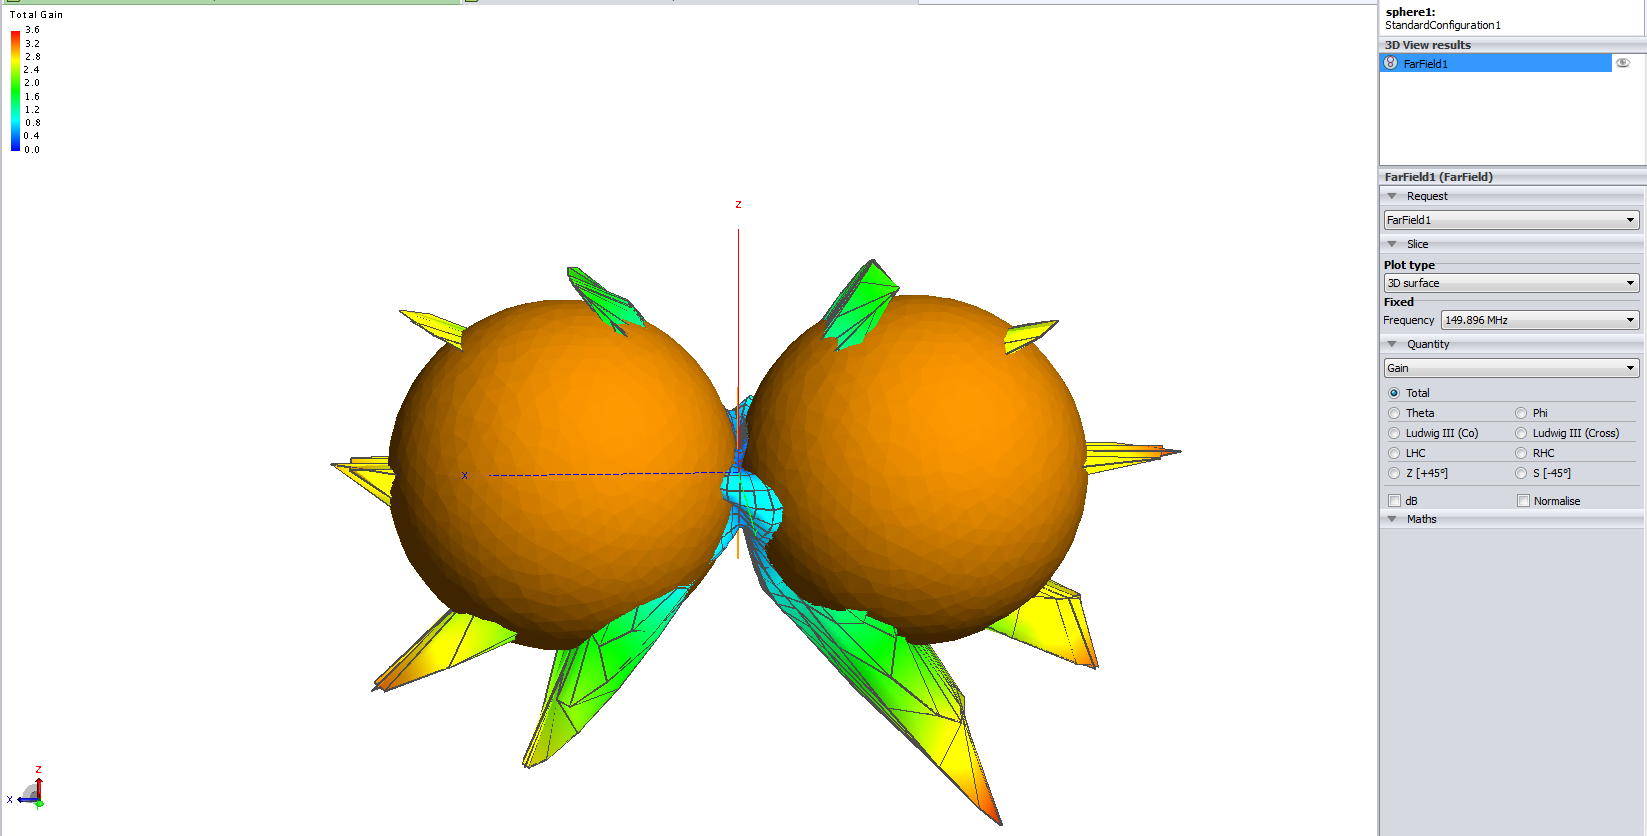 Total Gain
3.6
3.2
2.8
2.4
2.0
1.6
1.2
0.8
0.4
0.0
Z
X
Z
X
sphere1:
StandardConfiguration1
3D View results
FarField1
FarField1 (FarField)
Request
FarField1
Slice
Plot type
3D surface
Fixed
Frequency 149.896 MHz
Quantity
Gain
Total
Theta Phi
Ludwig III (Co) Ludwig III (Cross)
LHC RHC
Z [+45°] S [-45°]
dB Normalise
Maths